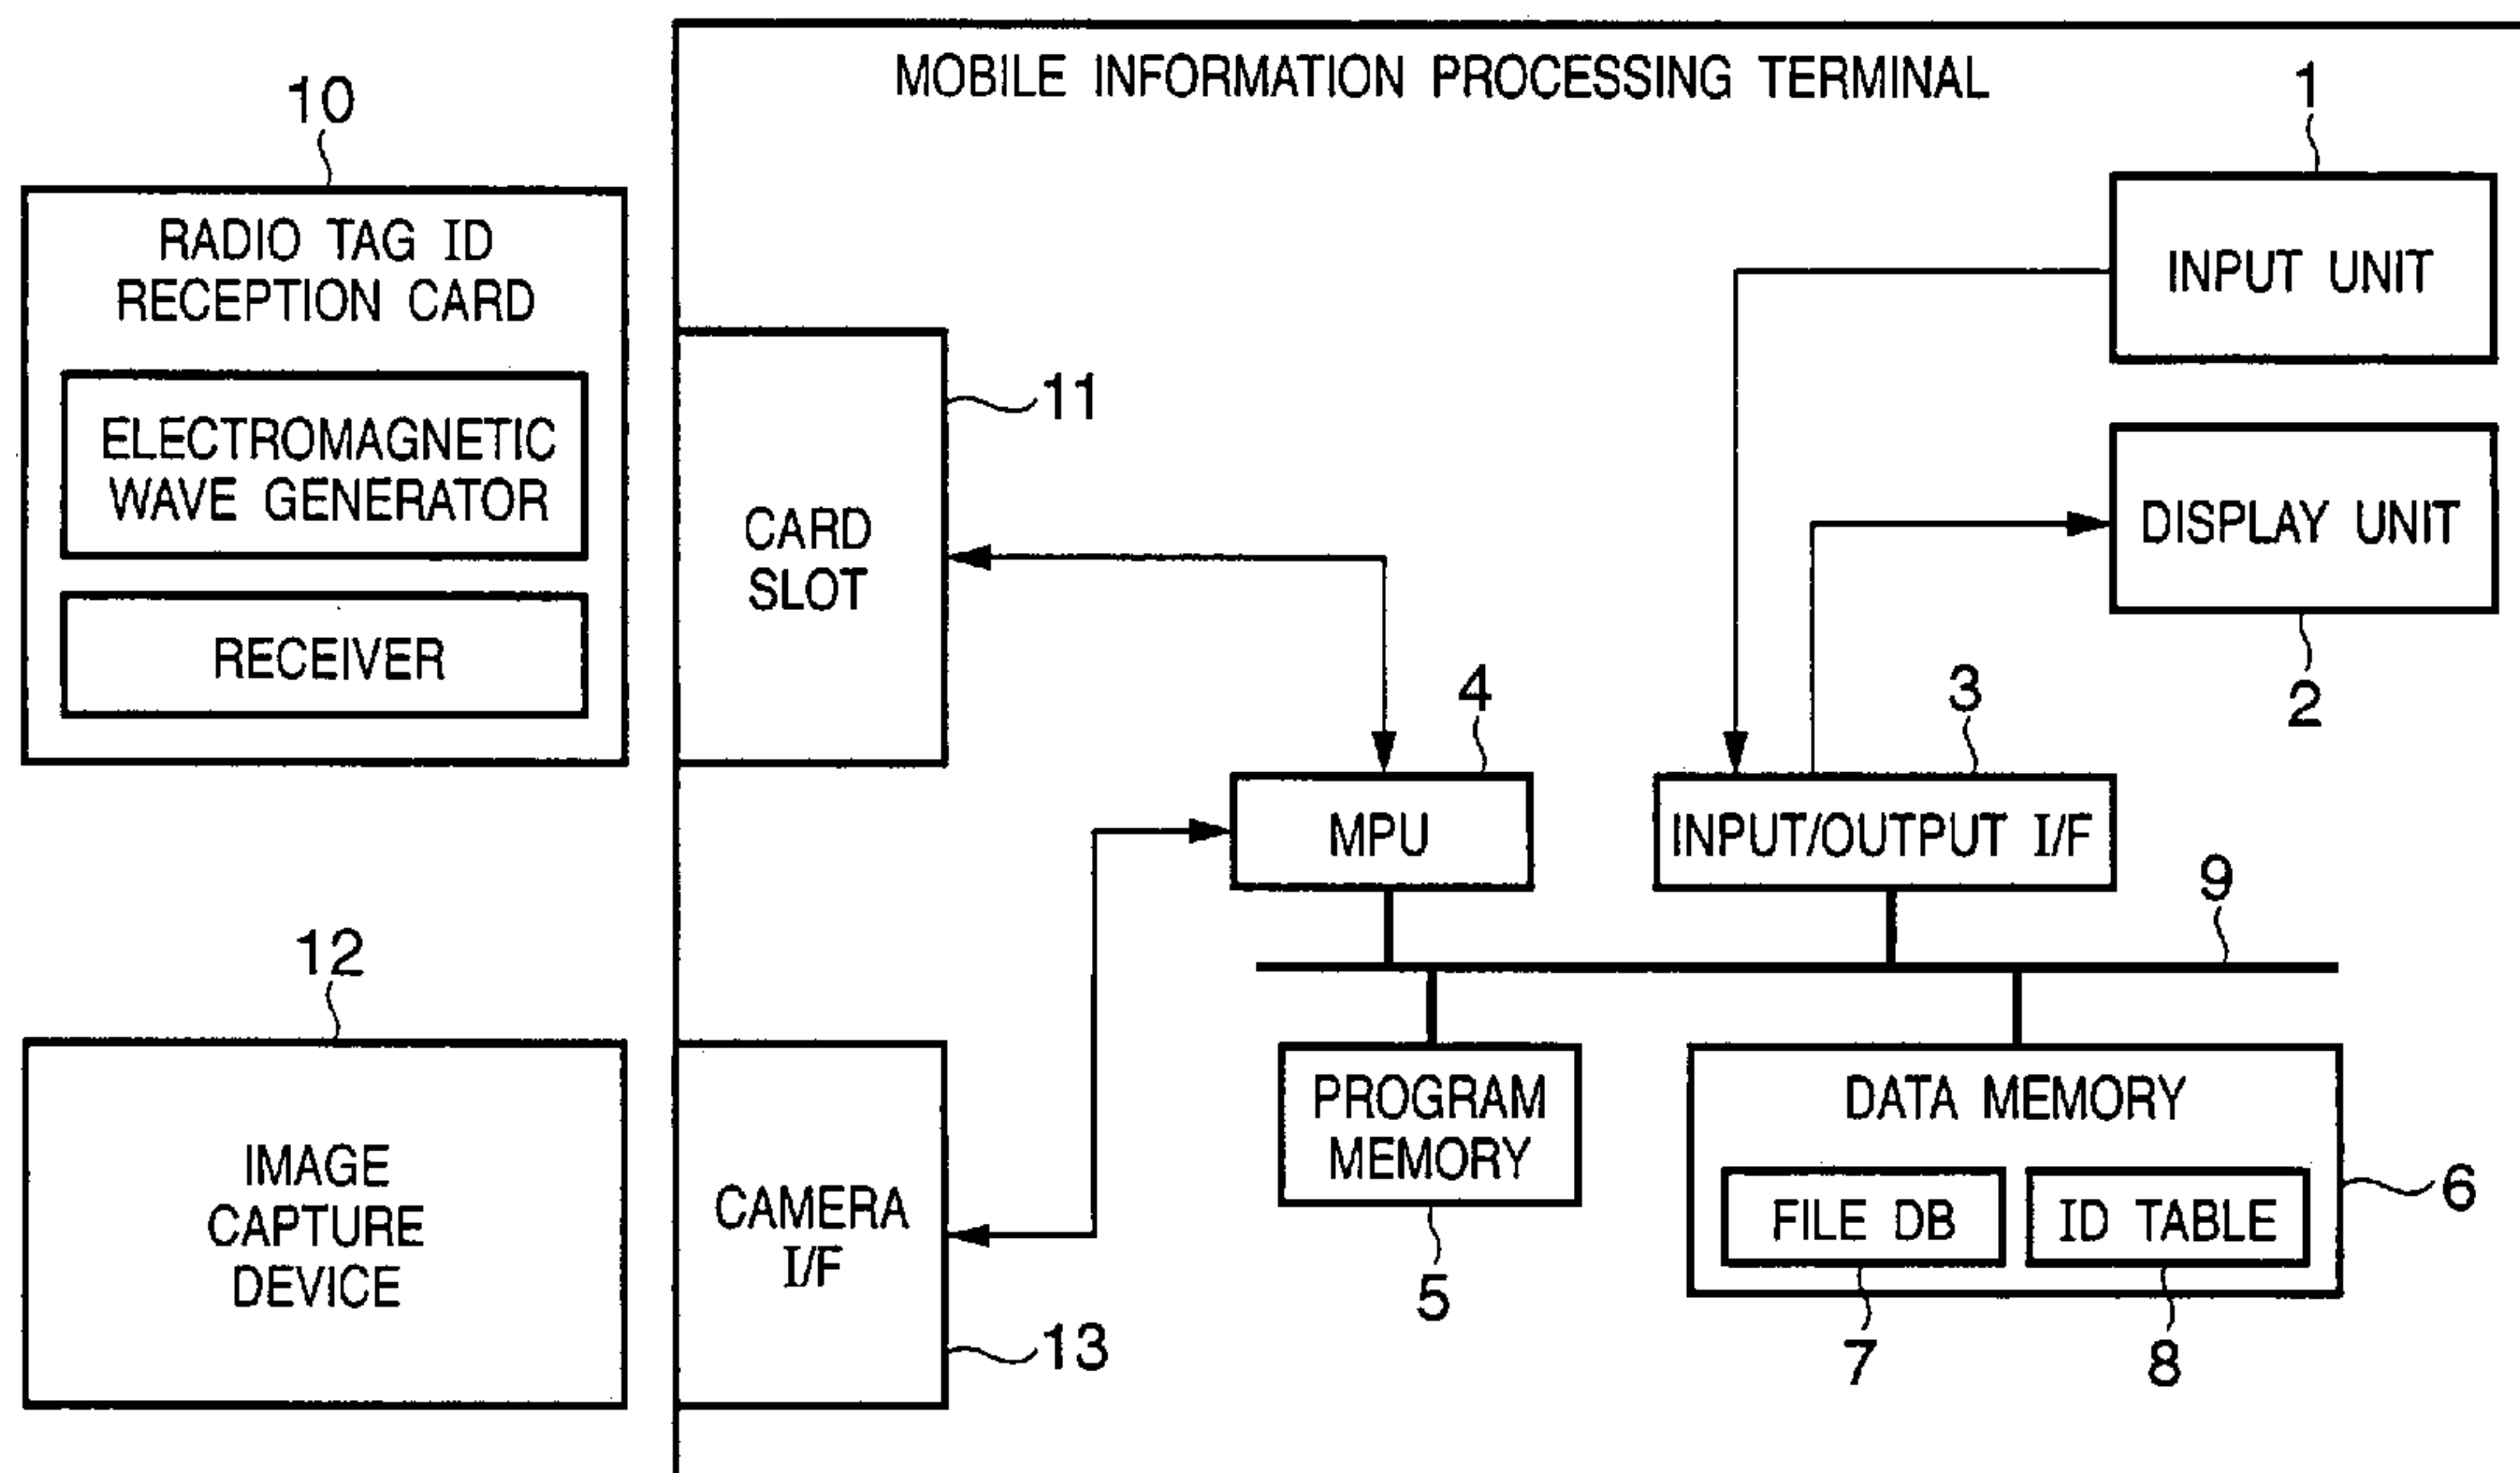 MOBILE INFORMATION PROCESSING TERMINAL
10
RADIO TAG ID
RECEPTION CARD
ELECTROMAGNETIC
WAVE GENERATOR
RECEIVER
11
CARD
SLOT
1
INPUT UNIT
DISPLAY UNIT
2
4
MPU
3
INPUT/OUTPUT I/F
9
12
IMAGE
CAPTURE
DEVICE
CAMERA
I/F
13
PROGRAM
MEMORY
5
DATA MEMORY
6
FILE DB
ID TABLE
7
8